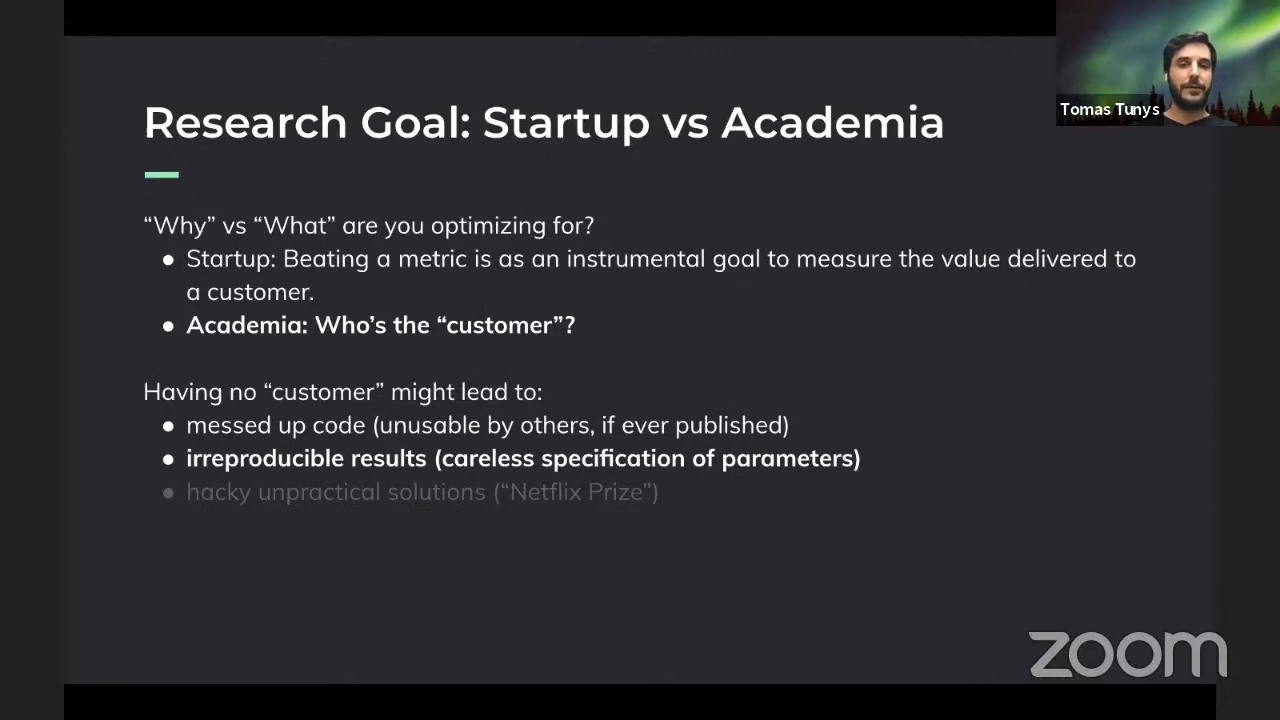 Research Goal: Startup vs Academia
Tomas Tunys
“Why” vs “What” are you optimizing for?
● Startup: Beating a metric is as an instrumental goal to measure the value delivered to
a customer.
● Academia: Who’s the “customer”?
Having no “customer” might lead to:
● messed up code (unusable by others, if ever published)
● irreproducible results (careless specification of parameters)
● hacky unpractical solutions (“Netflix Prize”)
zoom